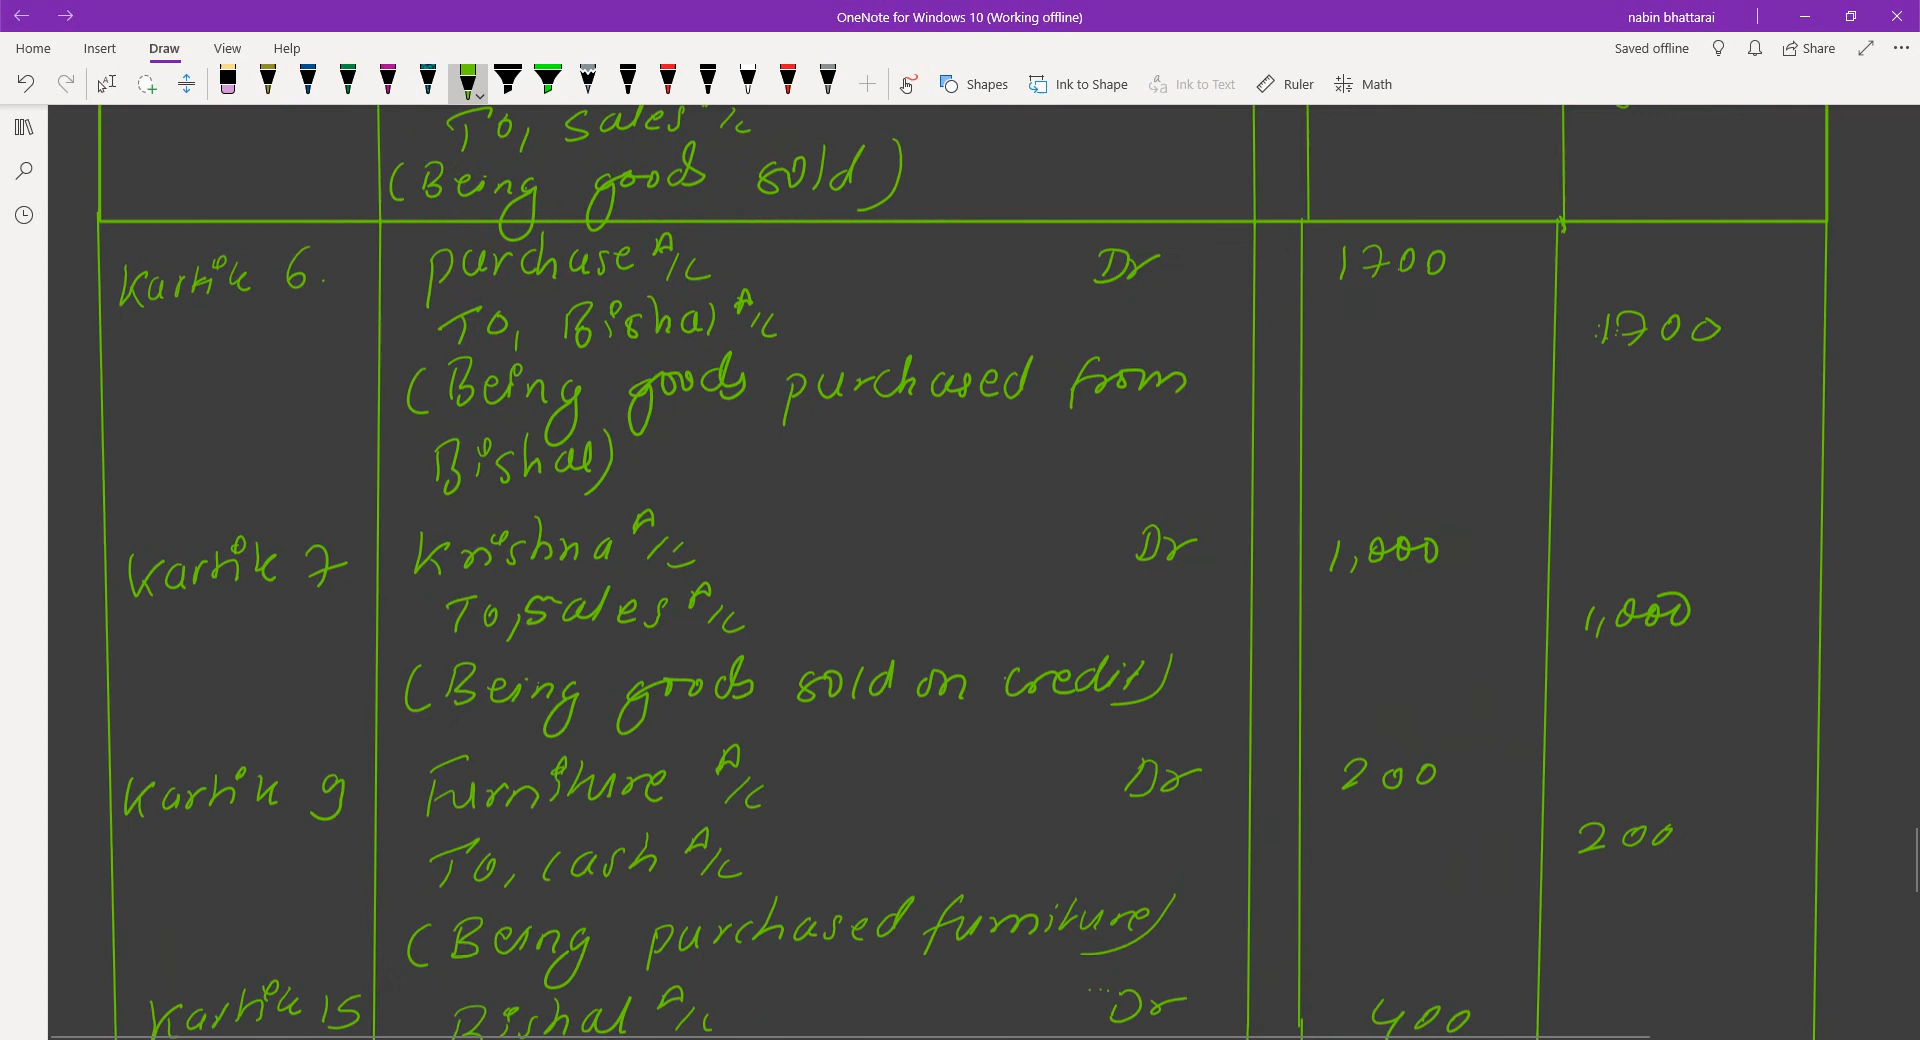 OneNote for Windows 10 (Working offline)
nabin bhattarai
Home Insert Draw View Help
Saved offline Share
Shapes Ink to Shape Ink to Text Ruler Math
To, Sales A/c
(Being goods sold)
Kartik 6. purchase A/c Dr 1700
To, Bishal A/c 1700
(Being goods purchased from
Bishal)
Kartik 7 Krishna A/c Dr 1,000
To, Sales A/c 1,000
(Being goods sold on credit)
Kartik 9 Furniture A/c Dr 200
To, cash A/c 200
(Being purchased furniture)
Kartik 15 Bishal A/c Dr 400